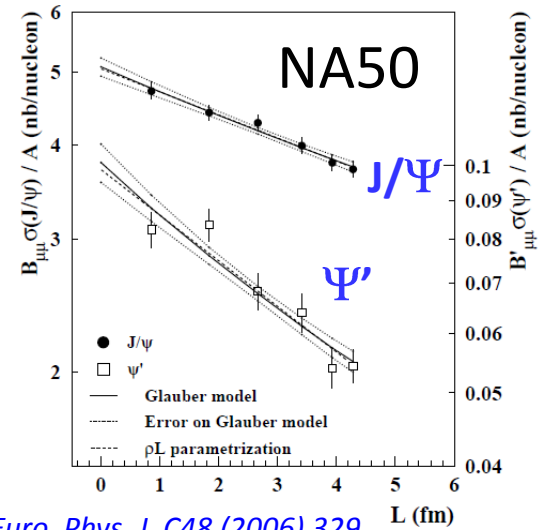 6
5
4
3
2
B_μμ σ(J/ψ) / A (nb/nucleon)
NA50
J/Ψ
Ψ’
0.1
0.09
0.08
0.07
0.06
0.05
0.04
B'_μμ σ(ψ') / A (nb/nucleon)
J/ψ
ψ'
Glauber model
Error on Glauber model
ρL parametrization
0 1 2 3 4 5 6
L (fm)
Euro. Phys. J. C48 (2006) 329